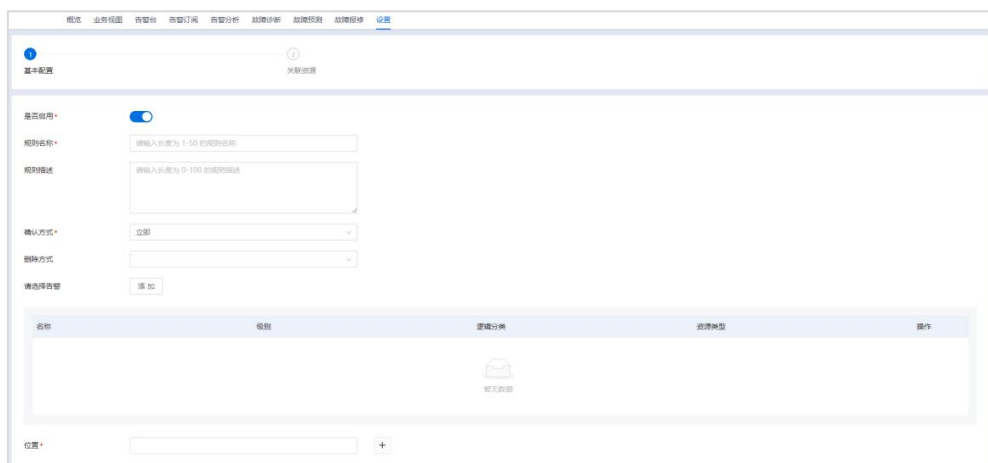 概览 业务视图 告警台 告警订阅 告警分析 故障诊断 故障预测 故障报修 设置
1 2
基本配置 关联资源
是否启用*
规则名称* 请输入长度为 1-50 的规则名称
规则描述 请输入长度为 0-100 的规则描述
确认方式* 立即
删除方式
请选择告警 添加
名称 级别 逻辑分类 资源类型 操作
暂无数据
位置* +